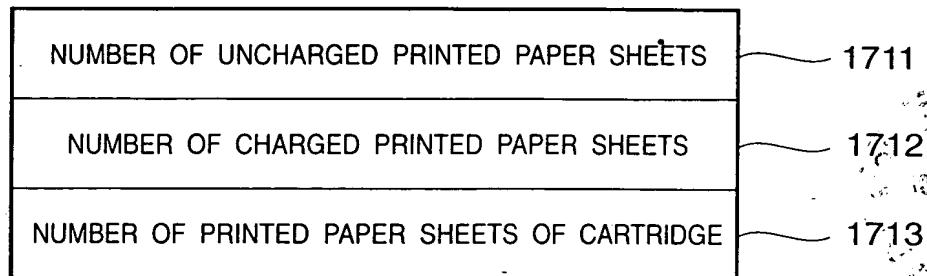 NUMBER OF UNCHARGED PRINTED PAPER SHEETS 1711
NUMBER OF CHARGED PRINTED PAPER SHEETS 1712
NUMBER OF PRINTED PAPER SHEETS OF CARTRIDGE 1713